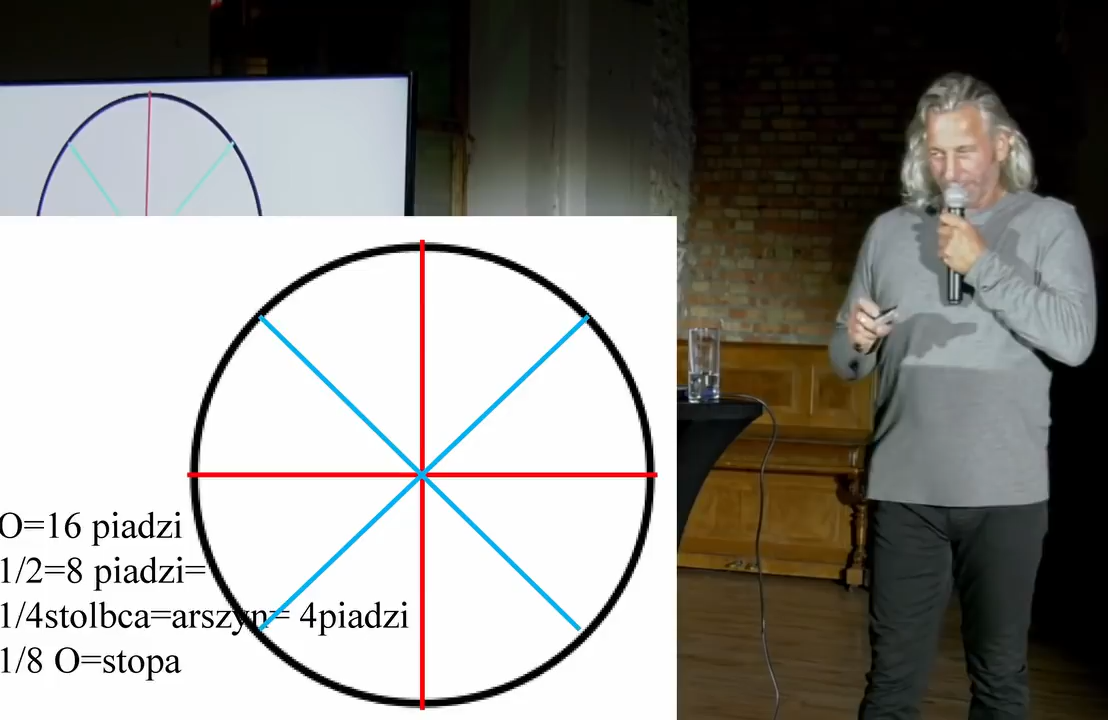 O=16 piadzi
1/2=8 piadzi=
1/4stolbca=arszyn= 4piadzi
1/8 O=stopa